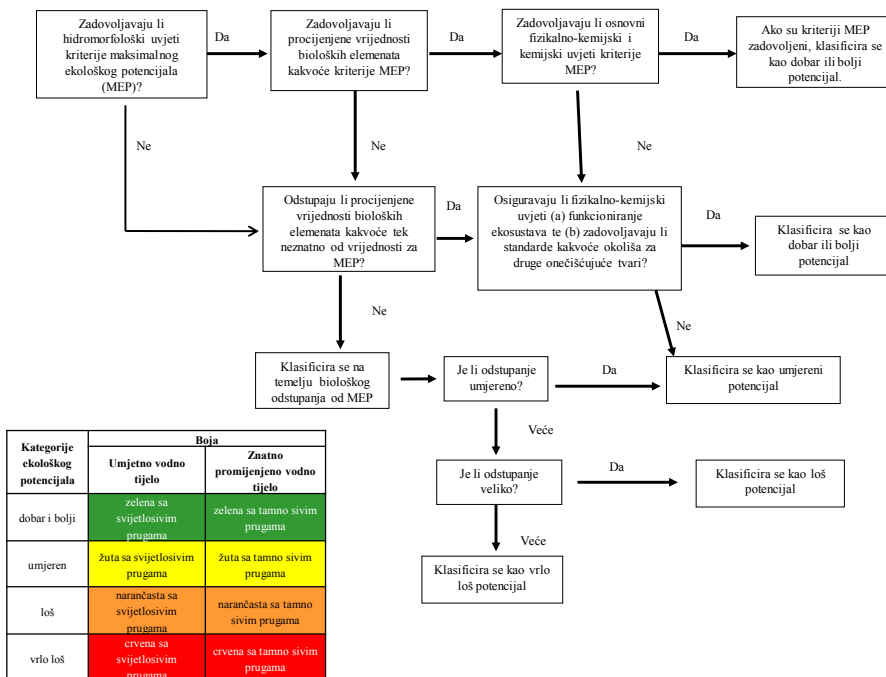 Zadovoljavaju li
hidromorfološki uvjeti
kriterije maksimalnog
ekološkog potencijala
(MEP)?
Da
Zadovoljavaju li
procijenjene vrijednosti
bioloških elemenata
kakvoće kriterije MEP?
Da
Zadovoljavaju li osnovni
fizikalno-kemijski i
kemijski uvjeti kriterije
MEP?
Da
Ako su kriteriji MEP
zadovoljeni, klasificira se
kao dobar ili bolji
potencijal.
Ne
Ne
Ne
Odstupaju li procijenjene
vrijednosti bioloških
elemenata kakvoće tek
neznatno od vrijednosti za
MEP?
Da
Osiguravaju li fizikalno-kemijski
uvjeti (a) funkcioniranje
ekosustava te (b) zadovoljavaju li
standarde kakvoće okoliša za
druge onečišćujuće tvari?
Da
Klasificira se kao
dobar ili bolji
potencijal
Ne
Ne
Klasificira se na
temelju biološkog
odstupanja od MEP
Je li odstupanje
umjereno?
Da
Klasificira se kao umjereni
potencijal
Veće
Je li odstupanje
veliko?
Da
Klasificira se kao loš
potencijal
Veće
Klasificira se kao vrlo
loš potencijal
Kategorije
ekološkog
potencijala
Boja
Umjetno vodno
tijelo
Znatno
promijenjeno vodno
tijelo
dobar i bolji
zelena sa
svijetlosivim
prugama
zelena sa tamno sivim
prugama
umjeren
žuta sa svijetlosivim
prugama
žuta sa tamno sivim
prugama
loš
narančasta sa
svijetlosivim
prugama
narančasta sa tamno
sivim prugama
vrlo loš
crvena sa
svijetlosivim
prugama
crvena sa tamno sivim
prugama